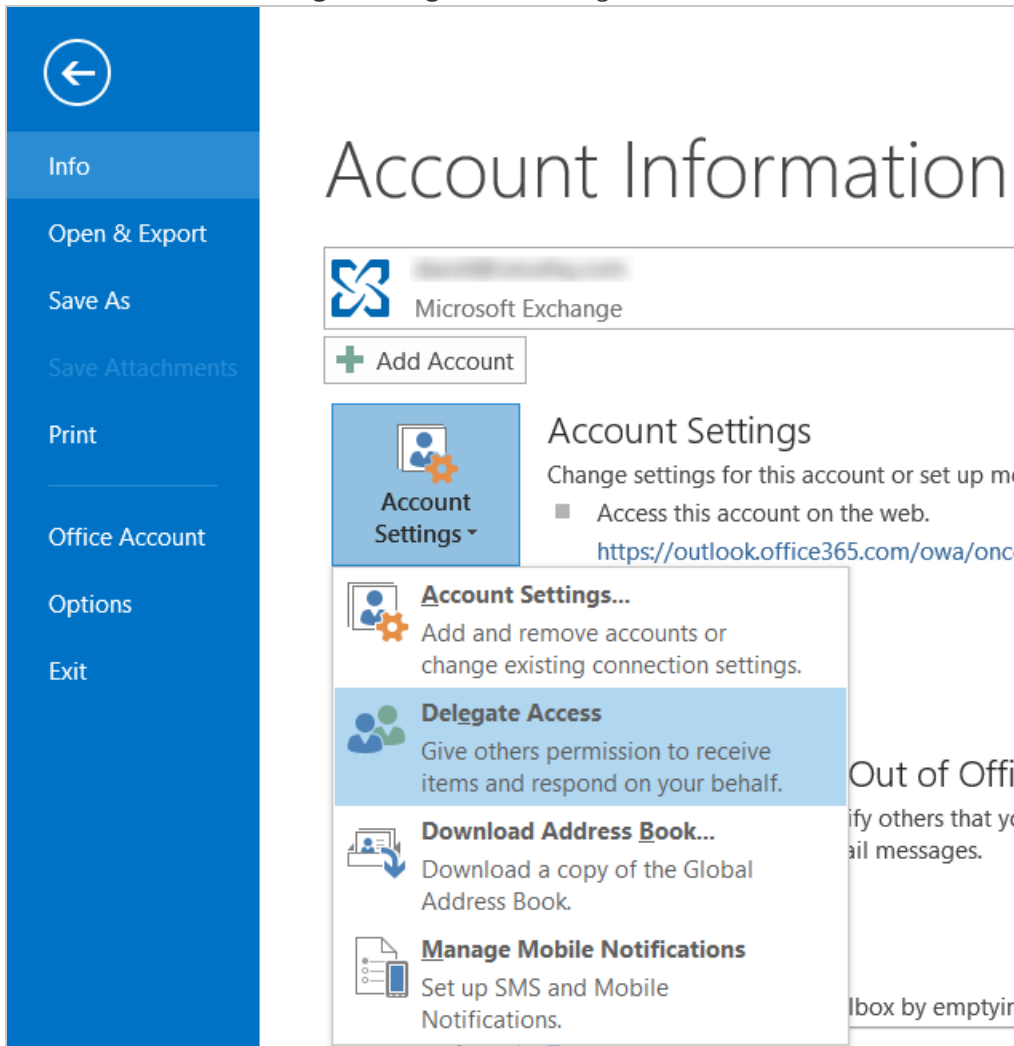 Info
Open & Export
Save As
Save Attachments
Print
Office Account
Options
Exit
Account Information
Microsoft Exchange
Add Account
Account
Settings
Account Settings
Change settings for this account or set up
Access this account on the web.
https://outlook.office365.com/owa/onc
Account Settings...
Add and remove accounts or
change existing connection settings.
Delegate Access
Give others permission to receive
items and respond on your behalf.
Download Address Book...
Download a copy of the Global
Address Book.
Manage Mobile Notifications
Set up SMS and Mobile
Notifications.
Out of Offi
ify others that yo
ail messages.
lbox by emptyin